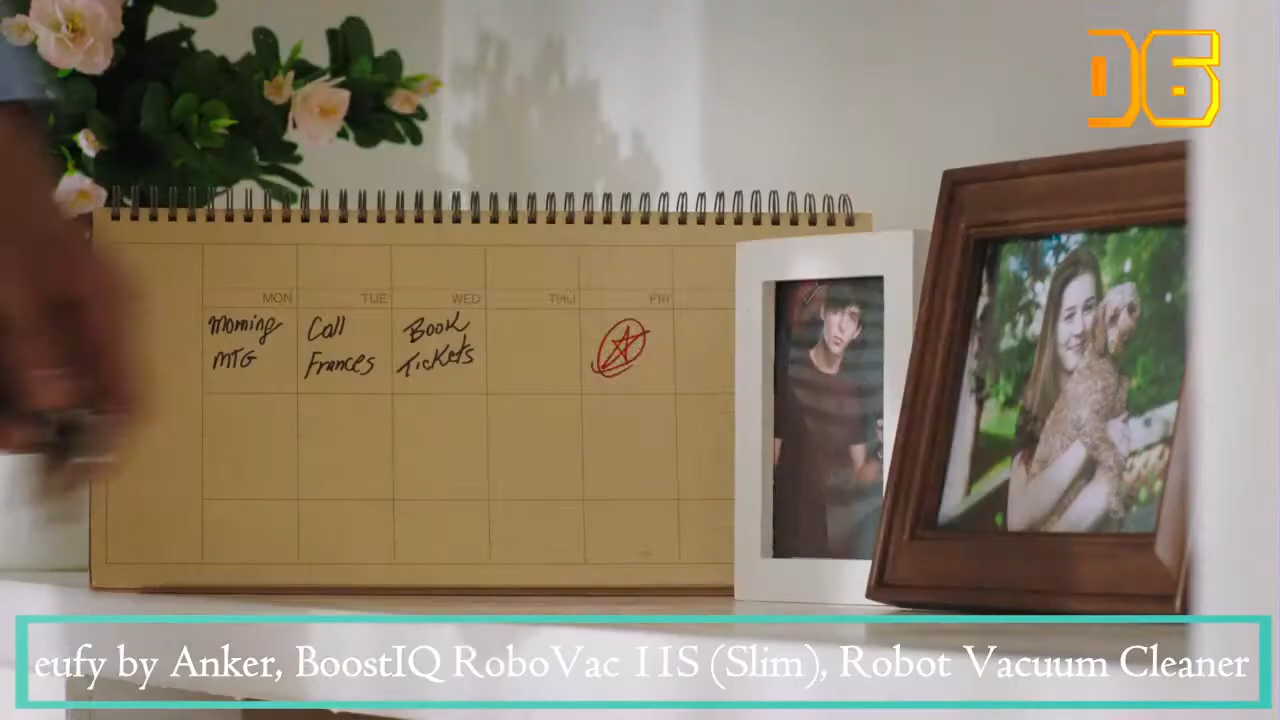 DG
MON TUE WED THU FRI
Morning Call Book
MTG Frances Tickets
eufy by Anker, BoostIQ RoboVac 11S (Slim), Robot Vacuum Cleaner